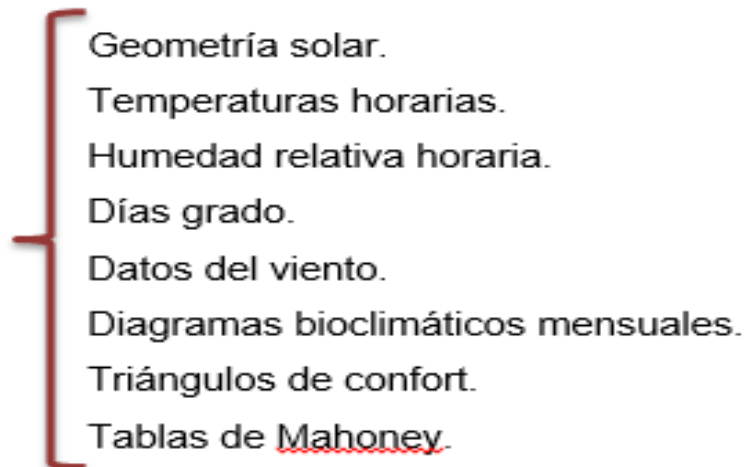 Geometría solar.
Temperaturas horarias.
Humedad relativa horaria.
Días grado.
Datos del viento.
Diagramas bioclimáticos mensuales.
Triángulos de confort.
Tablas de Mahoney.